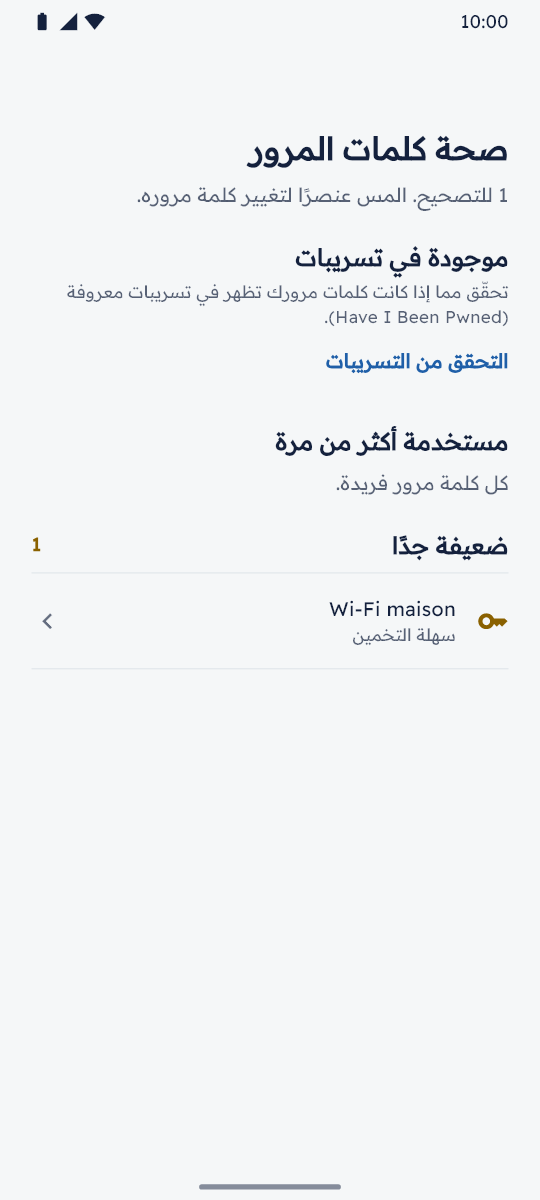 10:00
صحة كلمات المرور
1 للتصحيح. المس عنصرًا لتغيير كلمة مروره.
موجودة في تسريبات
تحقّق مما إذا كانت كلمات مرورك تظهر في تسريبات معروفة
(Have I Been Pwned).
التحقق من التسريبات
مستخدمة أكثر من مرة
كل كلمة مرور فريدة.
ضعيفة جدًا 1
Wi-Fi maison
سهلة التخمين